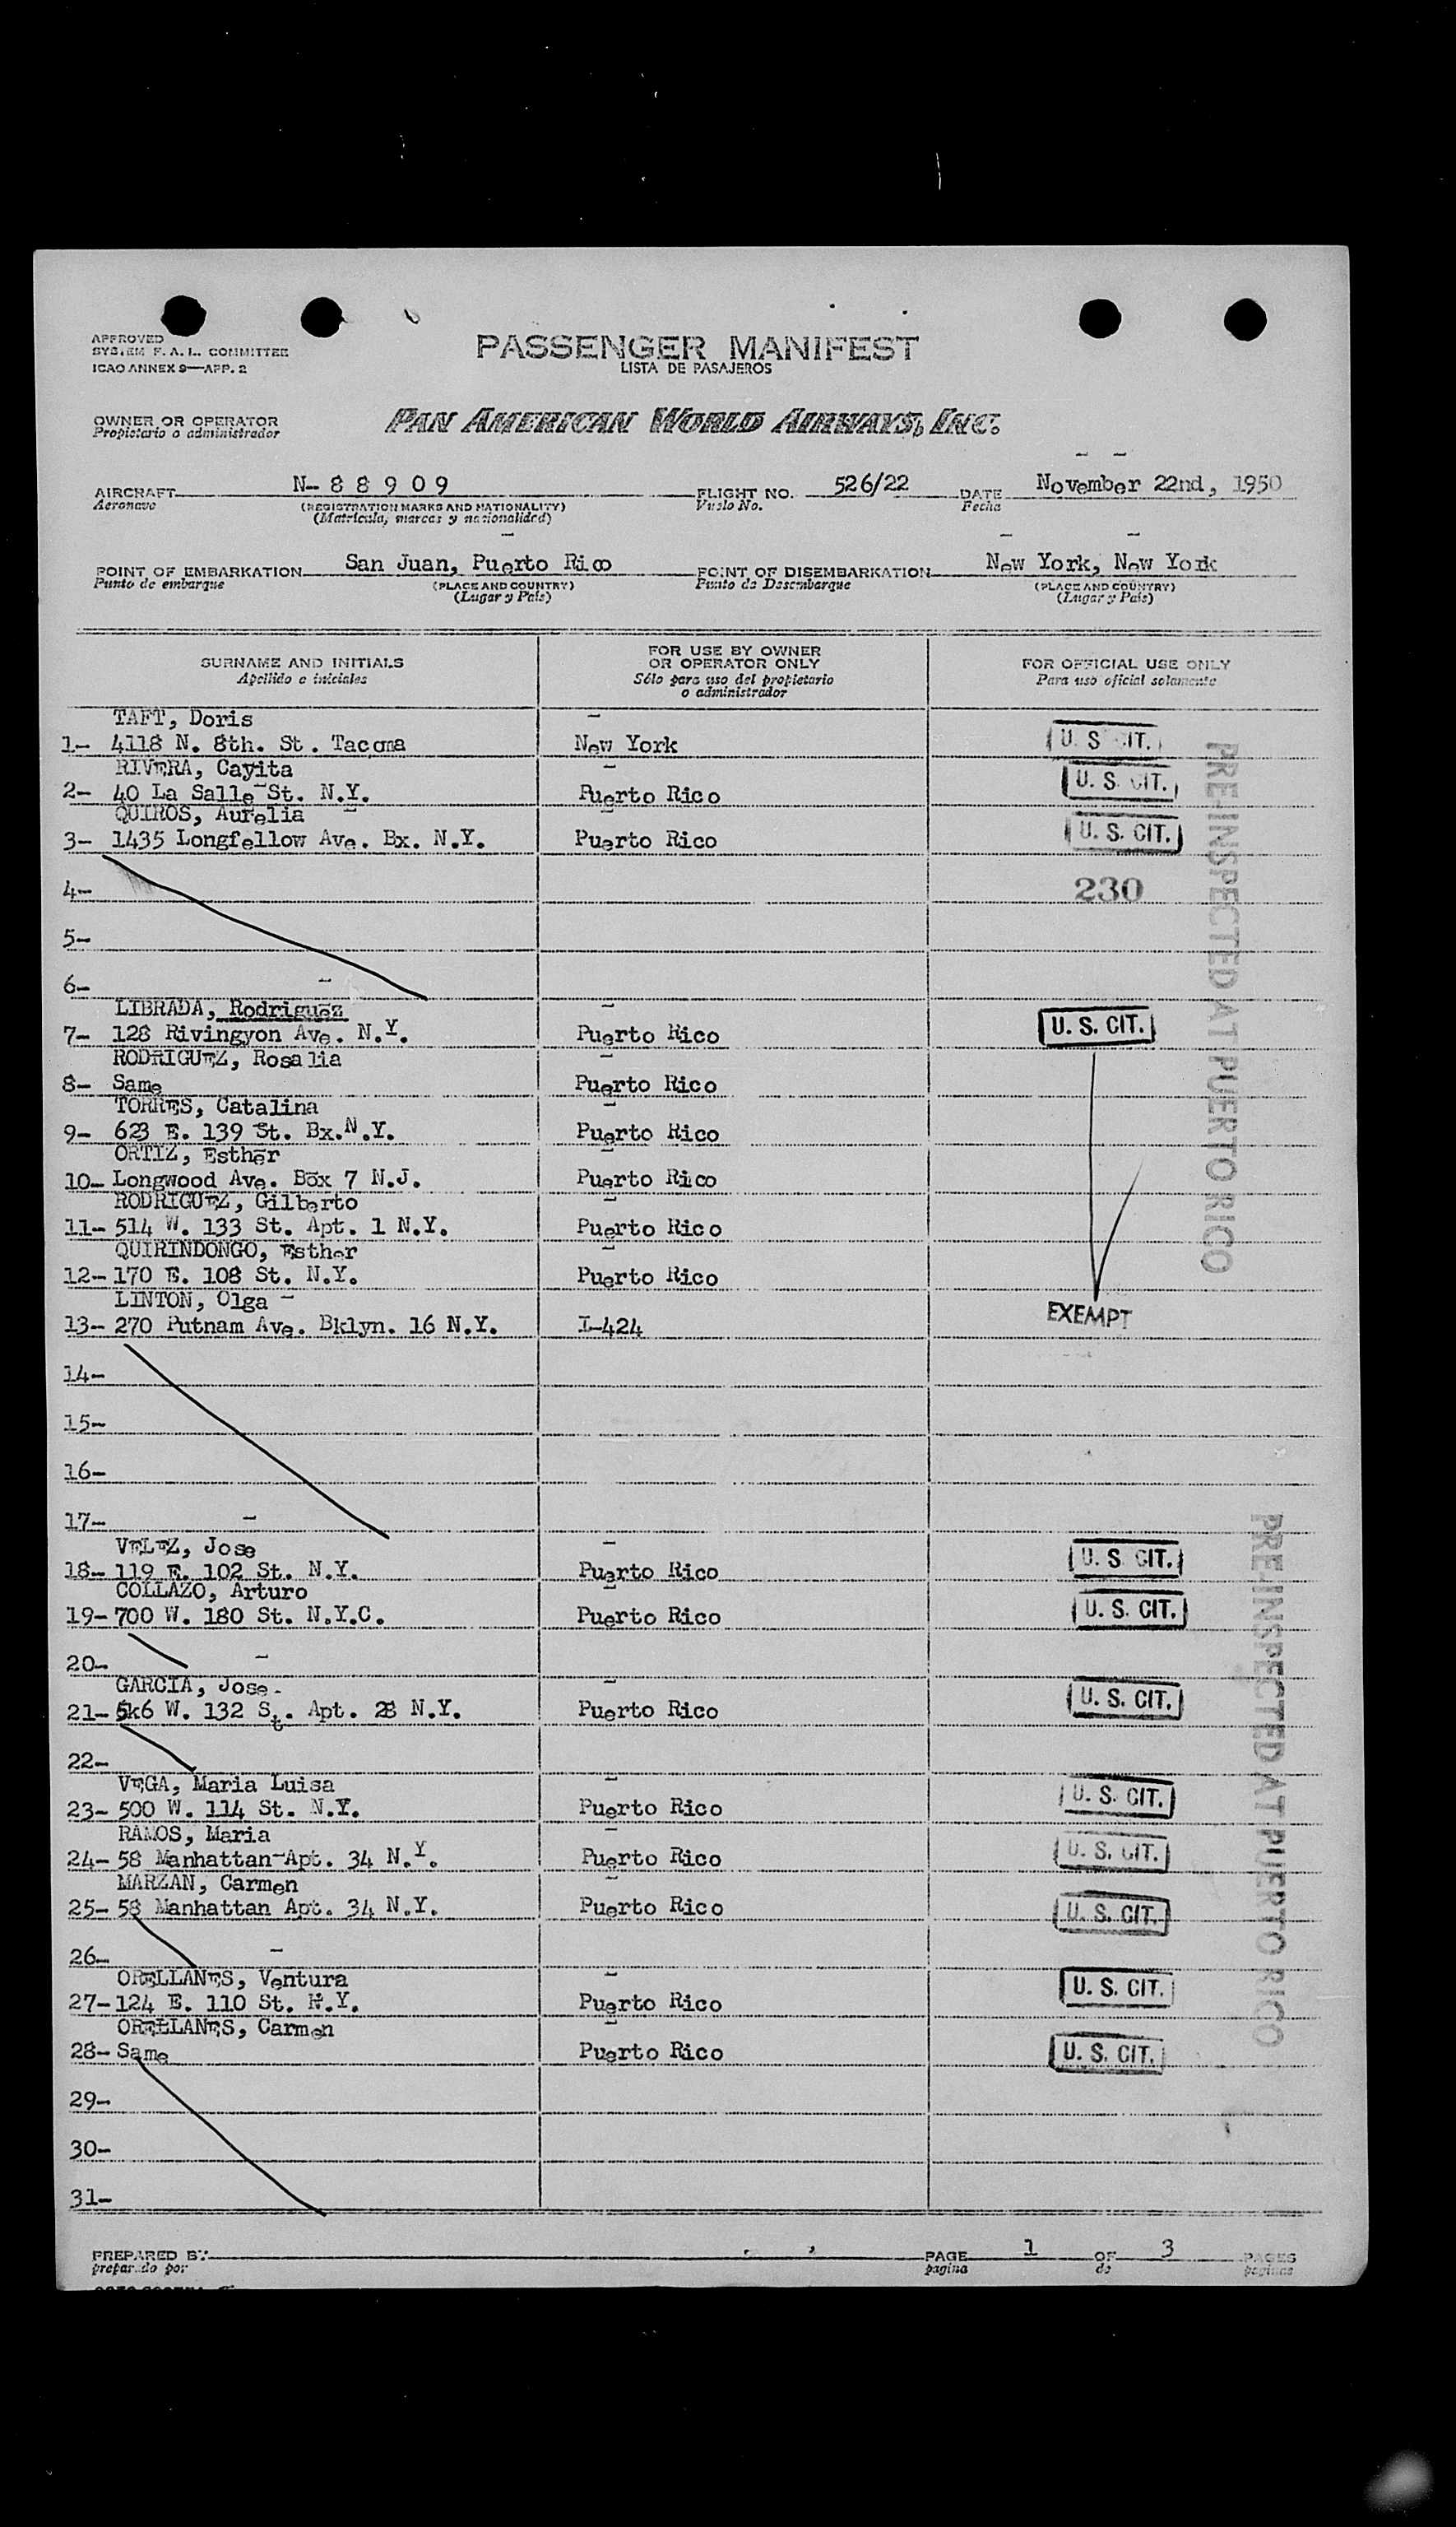 APPROVED
SYSTEM F. A. L. COMMITTEE
ICAO ANNEX 9—APP. 2
PASSENGER MANIFEST
LISTA DE PASAJEROS
OWNER OR OPERATOR
Propietario o administrador
PAN AMERICAN WORLD AIRWAYS, INC.
AIRCRAFT N-88909 FLIGHT NO. 526/22 DATE November 22nd, 1950
Aeronave (REGISTRATION MARKS AND NATIONALITY) Vuelo No. Fecha
(Matricula, marcas y nacionalidad)
POINT OF EMBARKATION San Juan, Puerto Rico POINT OF DISEMBARKATION New York, New York
Punto de embarque (PLACE AND COUNTRY) Punto de Desembarque (PLACE AND COUNTRY)
(Lugar y Pais) (Lugar y Pais)
SURNAME AND INITIALS
Apellido e iniciales
FOR USE BY OWNER
OR OPERATOR ONLY
Sólo para uso del propietario
o administrador
FOR OFFICIAL USE ONLY
Para uso oficial solamente
TAFT, Doris
1- 4118 N. 8th. St. Tacoma New York U. S. CIT.
RIVERA, Cayita
2- 40 La Salle St. N.Y. Puerto Rico U. S. CIT.
QUIROS, Aurelia
3- 1435 Longfellow Ave. Bx. N.Y. Puerto Rico U. S. CIT.
4- 230
5-
6-
PRE-INSPECTED AT PUERTO RICO
LIBRADA, Rodriguez
7- 128 Rivingyon Ave. N.Y. Puerto Rico U. S. CIT.
RODRIGUEZ, Rosalia
8- Same Puerto Rico
TORRES, Catalina
9- 623 E. 139 St. Bx. N.Y. Puerto Rico
ORTIZ, Esther
10- Longwood Ave. Box 7 N.J. Puerto Rico
RODRIGUEZ, Gilberto
11- 514 W. 133 St. Apt. 1 N.Y. Puerto Rico
QUIRINDONGO, Esther
12- 170 E. 108 St. N.Y. Puerto Rico
LINTON, Olga
13- 270 Putnam Ave. Bklyn. 16 N.Y. I-424 EXEMPT
14-
15-
16-
17-
VELEZ, Jose
18- 119 E. 102 St. N.Y. Puerto Rico U. S. CIT.
COLLAZO, Arturo
19- 700 W. 180 St. N.Y.C. Puerto Rico U. S. CIT.
20-
GARCIA, Jose
21- W. 132 St. Apt. N.Y. Puerto Rico U. S. CIT.
22-
VEGA, Maria Luisa
23- 500 W. 114 St. N.Y. Puerto Rico U. S. CIT.
RAMOS, Maria
24- 58 Manhattan Apt. 34 N.Y. Puerto Rico U. S. CIT.
MARZAN, Carmen
25- 58 Manhattan Apt. 34 N.Y. Puerto Rico U. S. CIT.
26-
ORELLANES, Ventura
27- 124 E. 110 St. N.Y. Puerto Rico U. S. CIT.
ORELLANES, Carmen
28- Same Puerto Rico U. S. CIT.
29-
30-
31-
PRE-INSPECTED AT PUERTO RICO
PREPARED BY PAGE 1 OF 3 PAGES
preparado por pagina de paginas